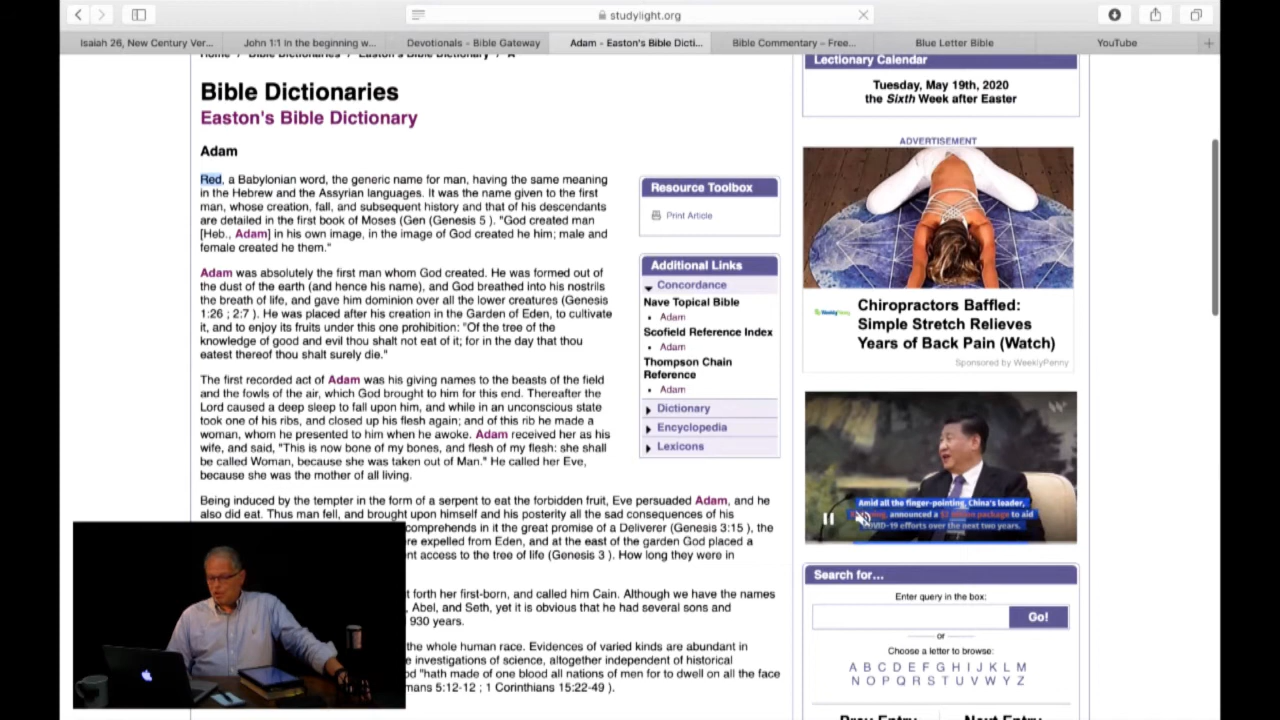 studylight.org
Isaiah 26, New Century Ver...
John 1:1 In the beginning w...
Devotionals - Bible Gateway
Adam - Easton's Bible Dicti...
Bible Commentary – Free...
Blue Letter Bible
YouTube
Home / Bible Dictionaries / Easton's Bible Dictionary / A
Bible Dictionaries
Easton's Bible Dictionary
Adam
Red, a Babylonian word, the generic name for man, having the same meaning
in the Hebrew and the Assyrian languages. It was the name given to the first
man, whose creation, fall, and subsequent history and that of his descendants
are detailed in the first book of Moses (Gen (Genesis 5 ). "God created man
[Heb., Adam] in his own image, in the image of God created he him; male and
female created he them."
Adam was absolutely the first man whom God created. He was formed out of
the dust of the earth (and hence his name), and God breathed into his nostrils
the breath of life, and gave him dominion over all the lower creatures (Genesis
1:26 ; 2:7 ). He was placed after his creation in the Garden of Eden, to cultivate
it, and to enjoy its fruits under this one prohibition: "Of the tree of the
knowledge of good and evil thou shalt not eat of it; for in the day that thou
eatest thereof thou shalt surely die."
The first recorded act of Adam was his giving names to the beasts of the field
and the fowls of the air, which God brought to him for this end. Thereafter the
Lord caused a deep sleep to fall upon him, and while in an unconscious state
took one of his ribs, and closed up his flesh again; and of this rib he made a
woman, whom he presented to him when he awoke. Adam received her as his
wife, and said, "This is now bone of my bones, and flesh of my flesh: she shall
be called Woman, because she was taken out of Man." He called her Eve,
because she was the mother of all living.
Being induced by the tempter in the form of a serpent to eat the forbidden fruit, Eve persuaded Adam, and he
also did eat. Thus man fell, and brought upon himself and his posterity all the sad consequences of his
comprehends in it the great promise of a Deliverer (Genesis 3:15 ), the
re expelled from Eden, and at the east of the garden God placed a
nt access to the tree of life (Genesis 3 ). How long they were in
t forth her first-born, and called him Cain. Although we have the names
, Abel, and Seth, yet it is obvious that he had several sons and
930 years.
the whole human race. Evidences of varied kinds are abundant in
e investigations of science, altogether independent of historical
od "hath made of one blood all nations of men for to dwell on all the face
mans 5:12-12 ; 1 Corinthians 15:22-49 ).
Resource Toolbox
Print Article
Additional Links
Concordance
Nave Topical Bible
Adam
Scofield Reference Index
Adam
Thompson Chain
Reference
Adam
Dictionary
Encyclopedia
Lexicons
Lectionary Calendar
Tuesday, May 19th, 2020
the Sixth Week after Easter
ADVERTISEMENT
WeeklyPenny
Chiropractors Baffled:
Simple Stretch Relieves
Years of Back Pain (Watch)
Sponsored by WeeklyPenny
Amid all the finger-pointing, China's leader,
announced a package to aid
COVID-19 efforts over the next two years.
Search for...
Enter query in the box:
Go!
or
Choose a letter to browse:
A B C D E F G H I J K L M
N O P Q R S T U V W Y Z
Prev Entry
Next Entry